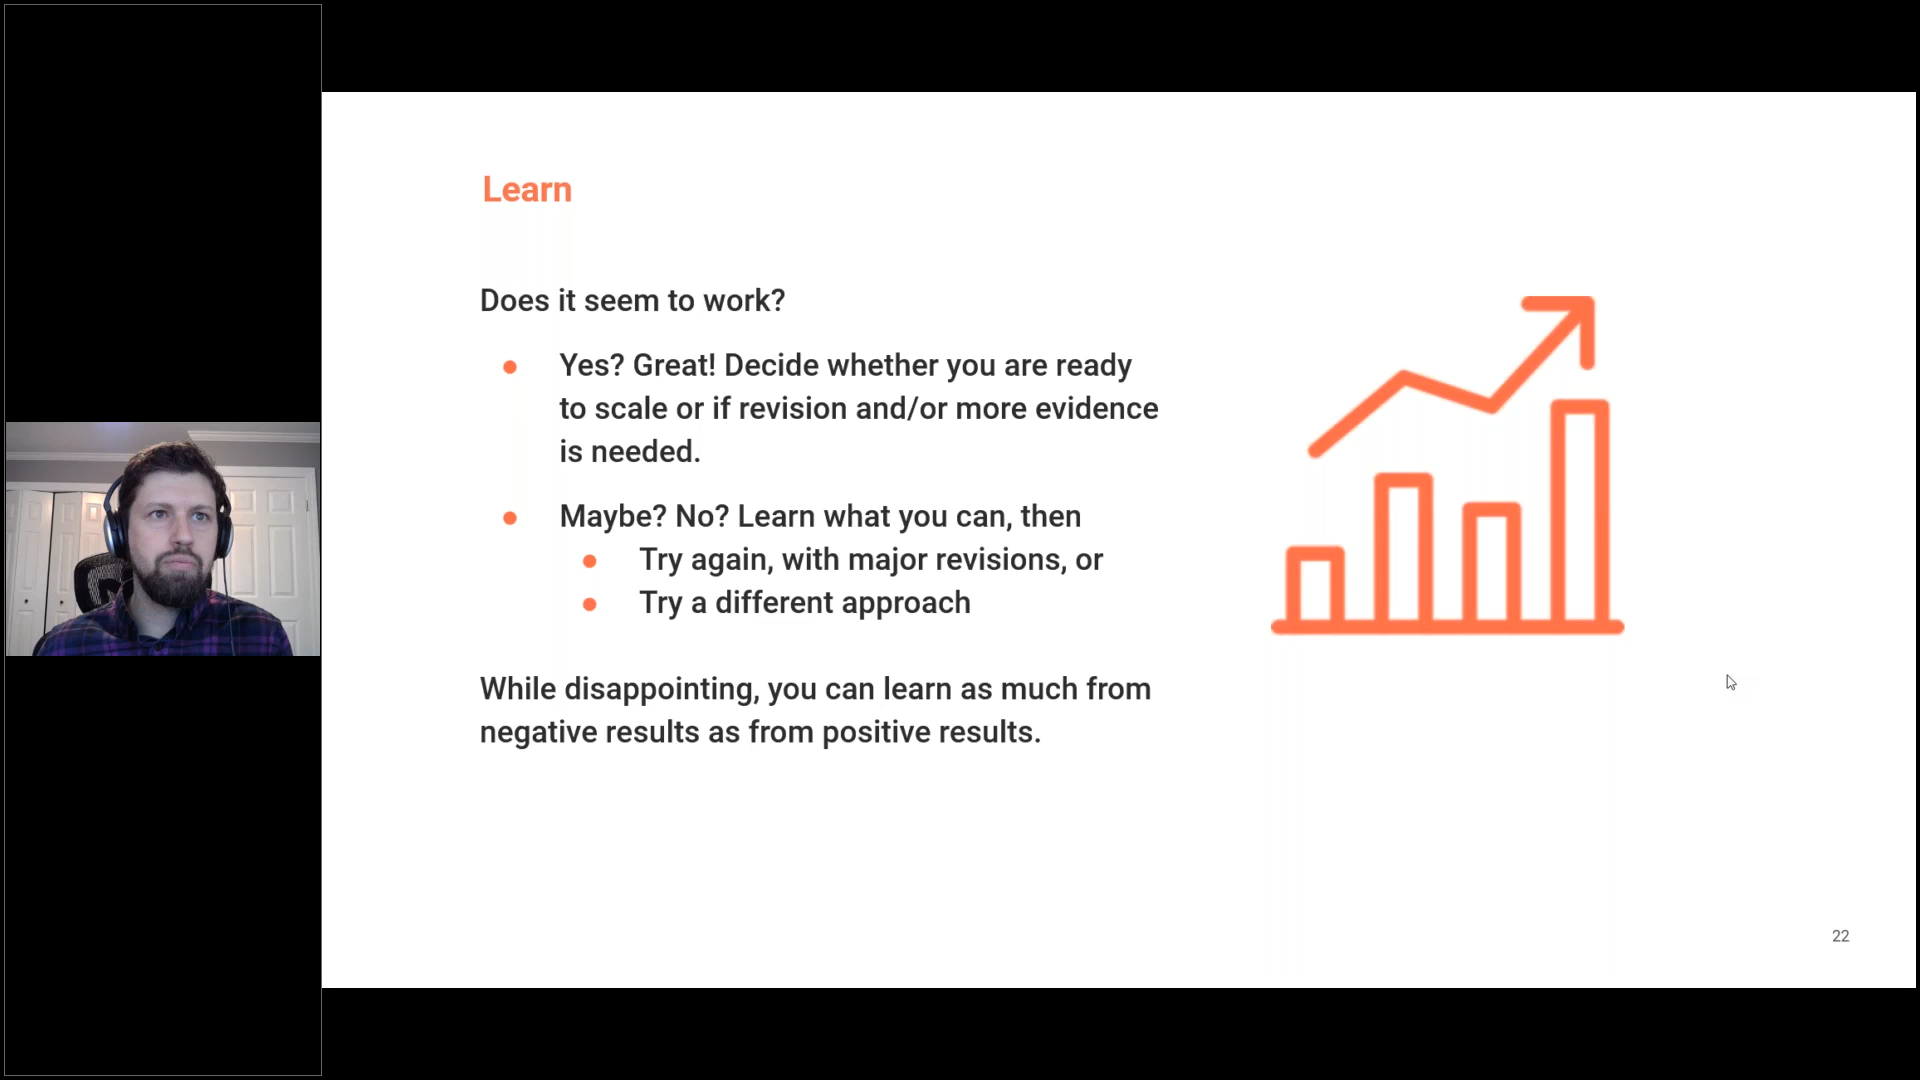 Learn
Does it seem to work?
● Yes? Great! Decide whether you are ready
to scale or if revision and/or more evidence
is needed.
● Maybe? No? Learn what you can, then
● Try again, with major revisions, or
● Try a different approach
While disappointing, you can learn as much from
negative results as from positive results.
22